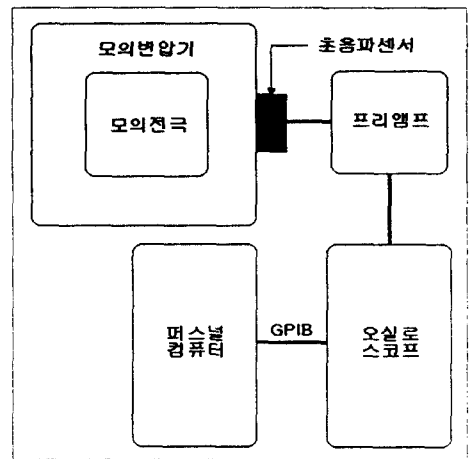 모의변압기
초음파센서
모의전극
프리앰프
퍼스널
컴퓨터
GPIB
오실로
스코프